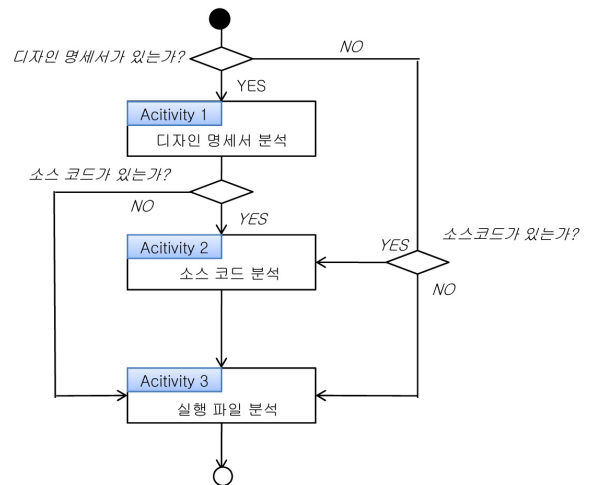 디자인 명세서가 있는가?
NO
YES
Acitivity 1
디자인 명세서 분석
소스 코드가 있는가?
NO
YES
Acitivity 2
소스 코드 분석
YES
소스코드가 있는가?
NO
Acitivity 3
실행 파일 분석